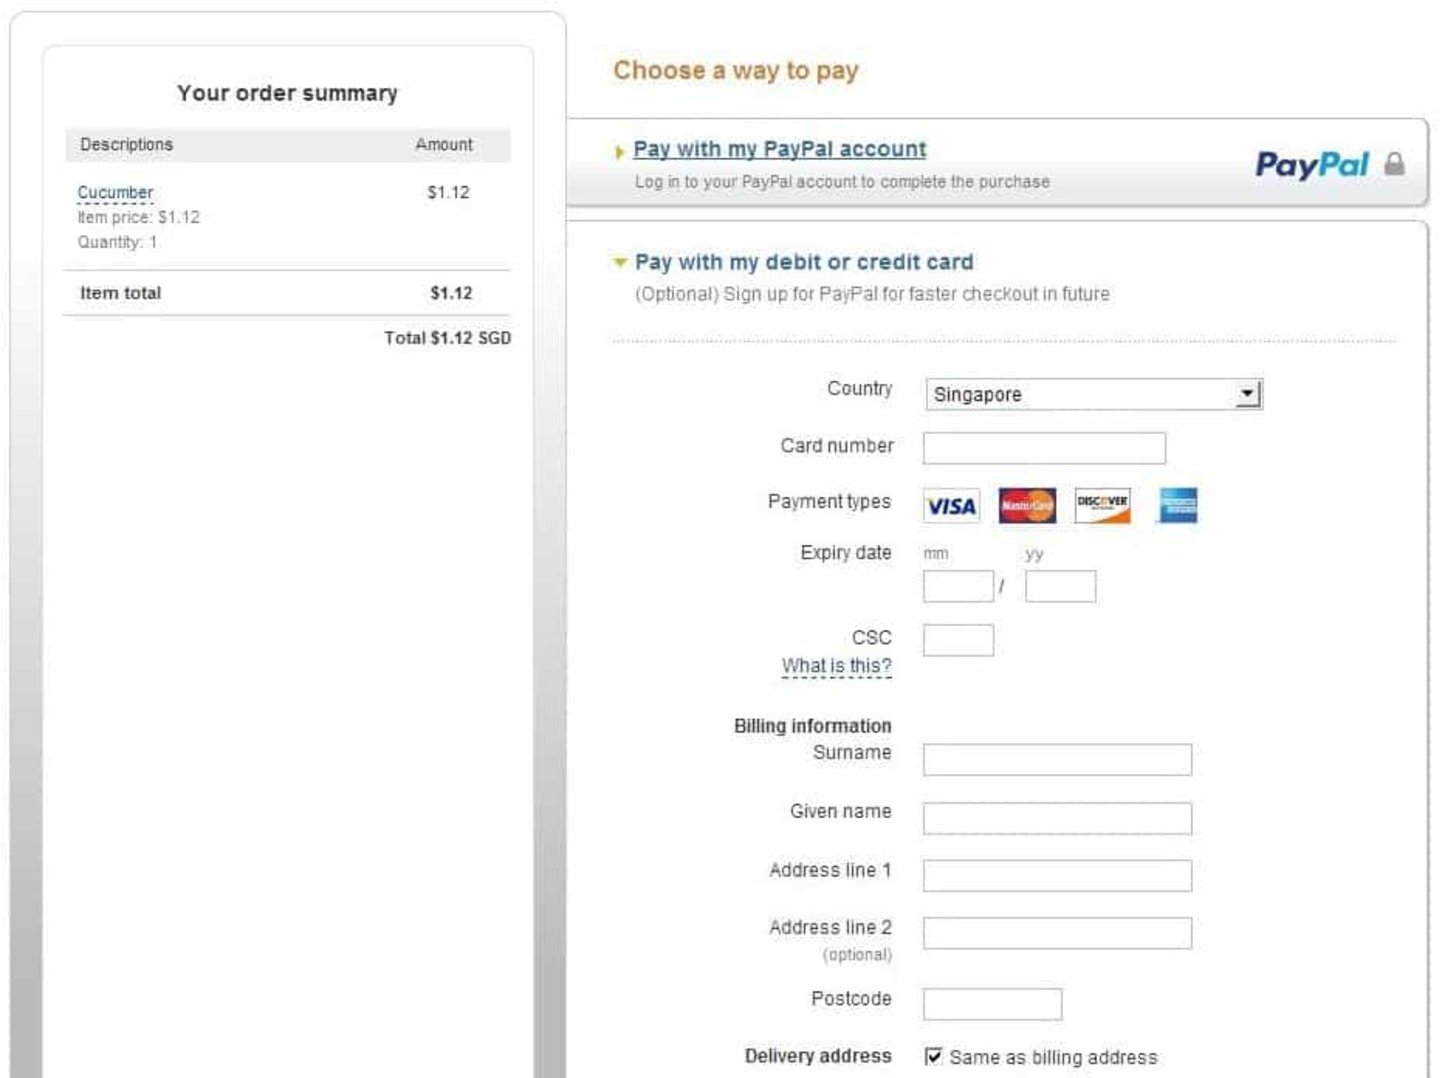 Your order summary
Descriptions Amount
Cucumber $1.12
Item price: $1.12
Quantity: 1
Item total $1.12
Total $1.12 SGD
Choose a way to pay
Pay with my PayPal account
Log in to your PayPal account to complete the purchase
PayPal
Pay with my debit or credit card
(Optional) Sign up for PayPal for faster checkout in future
Country Singapore
Card number
Payment types VISA MasterCard DISCOVER
Expiry date mm yy
/
CSC
What is this?
Billing information
Surname
Given name
Address line 1
Address line 2
(optional)
Postcode
Delivery address Same as billing address